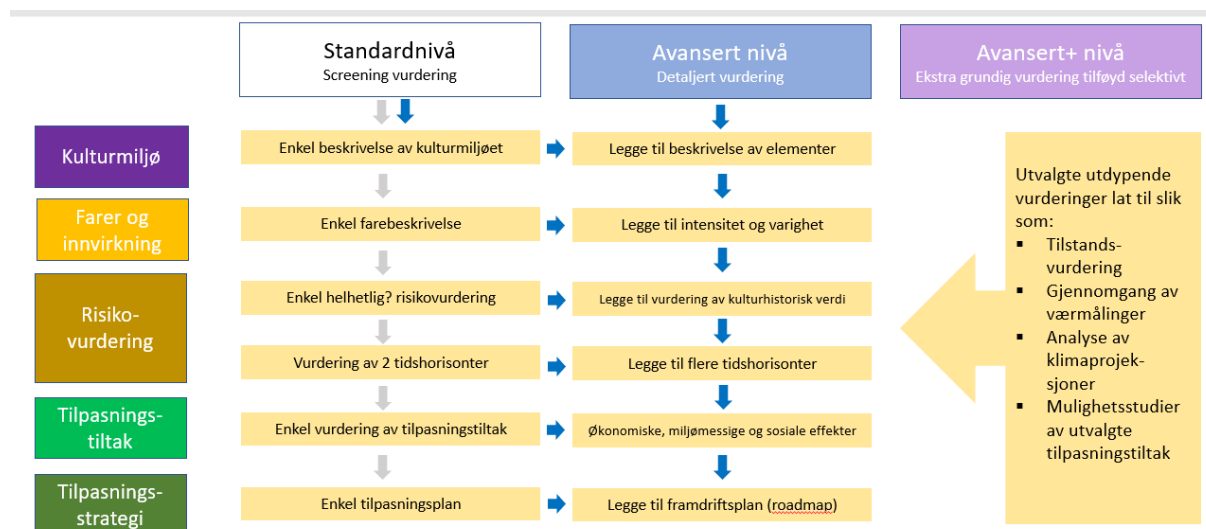 Standardnivå
Screening vurdering
Avansert nivå
Detaljert vurdering
Avansert+ nivå
Ekstra grundig vurdering tilføyd selektivt
Kulturmiljø
Enkel beskrivelse av kulturmiljøet
Legge til beskrivelse av elementer
Farer og
innvirkning
Enkel farebeskrivelse
Legge til intensitet og varighet
Risiko-
vurdering
Enkel helhetlig? risikovurdering
Legge til vurdering av kulturhistorisk verdi
Vurdering av 2 tidshorisonter
Legge til flere tidshorisonter
Tilpasnings-
tiltak
Enkel vurdering av tilpasningstiltak
Økonomiske, miljømessige og sosiale effekter
Tilpasnings-
strategi
Enkel tilpasningsplan
Legge til framdriftsplan (roadmap)
Utvalgte utdypende
vurderinger lat til slik
som:
▪ Tilstands-
vurdering
▪ Gjennomgang av
værmålinger
▪ Analyse av
klimaprojek-
sjoner
▪ Mulighetsstudier
av utvalgte
tilpasningstiltak